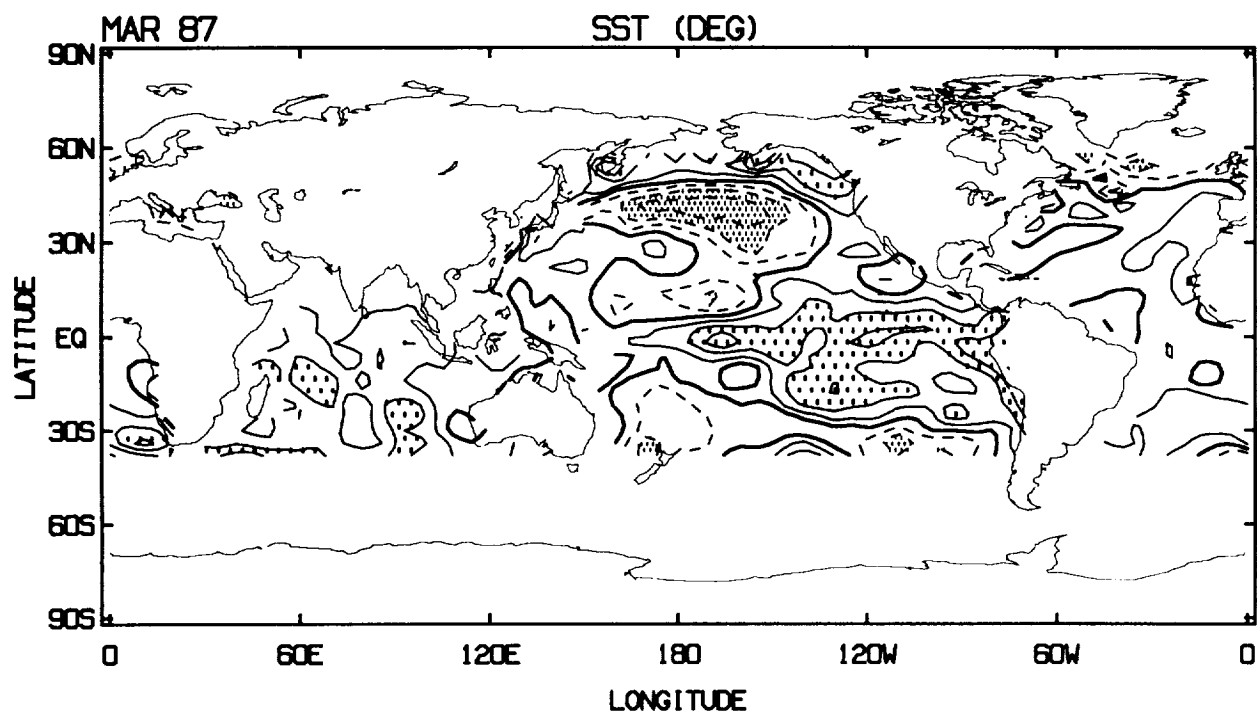 MAR 87 SST (DEG)
90N
60N
30N
EQ
30S
60S
90S
LATITUDE
0 60E 120E 180 120W 60W 0
LONGITUDE